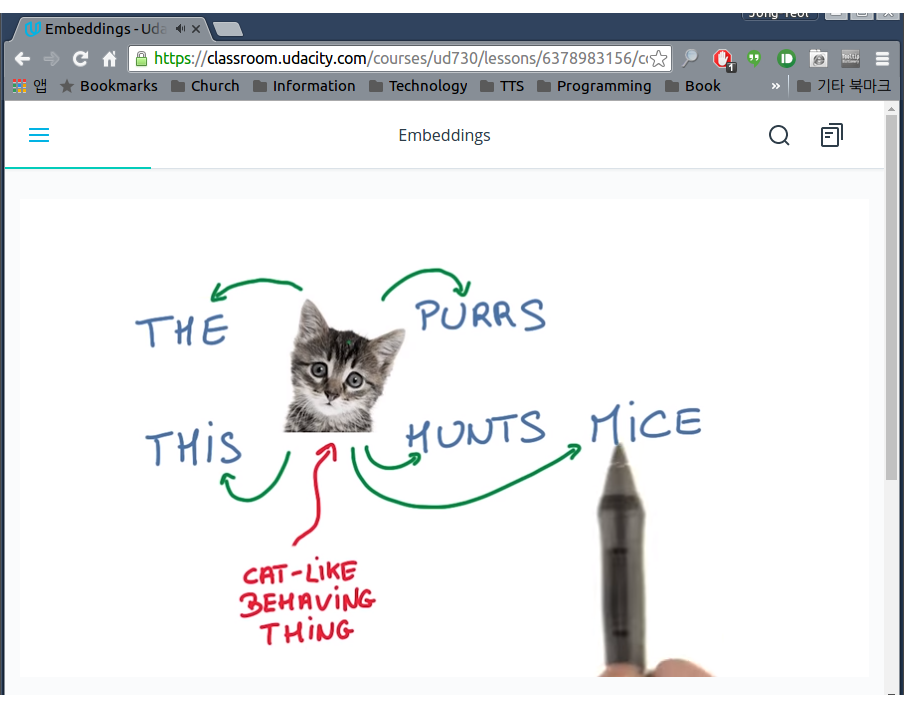 Jong Yeol
Embeddings - Uda
https://classroom.udacity.com/courses/ud730/lessons/6378983156/c
1
앱 Bookmarks Church Information Technology TTS Programming Book » 기타 북마크
Embeddings
THE PURRS
THiS HUNTS MiCE
CAT-LiKE
BEHAViNG
THiNG